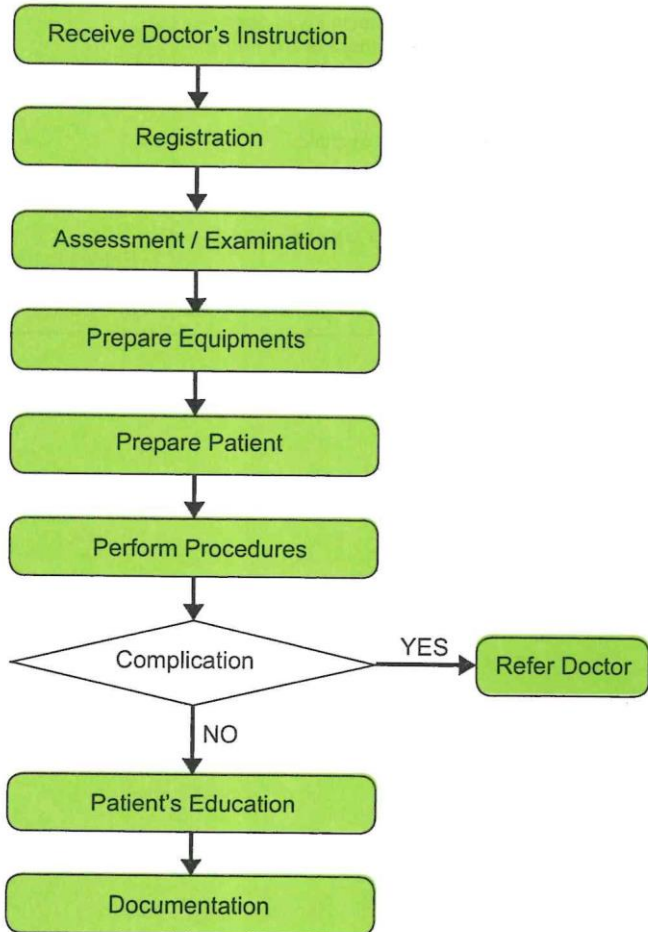 Receive Doctor's Instruction
Registration
Assessment / Examination
Prepare Equipments
Prepare Patient
Perform Procedures
Complication
YES
Refer Doctor
NO
Patient's Education
Documentation